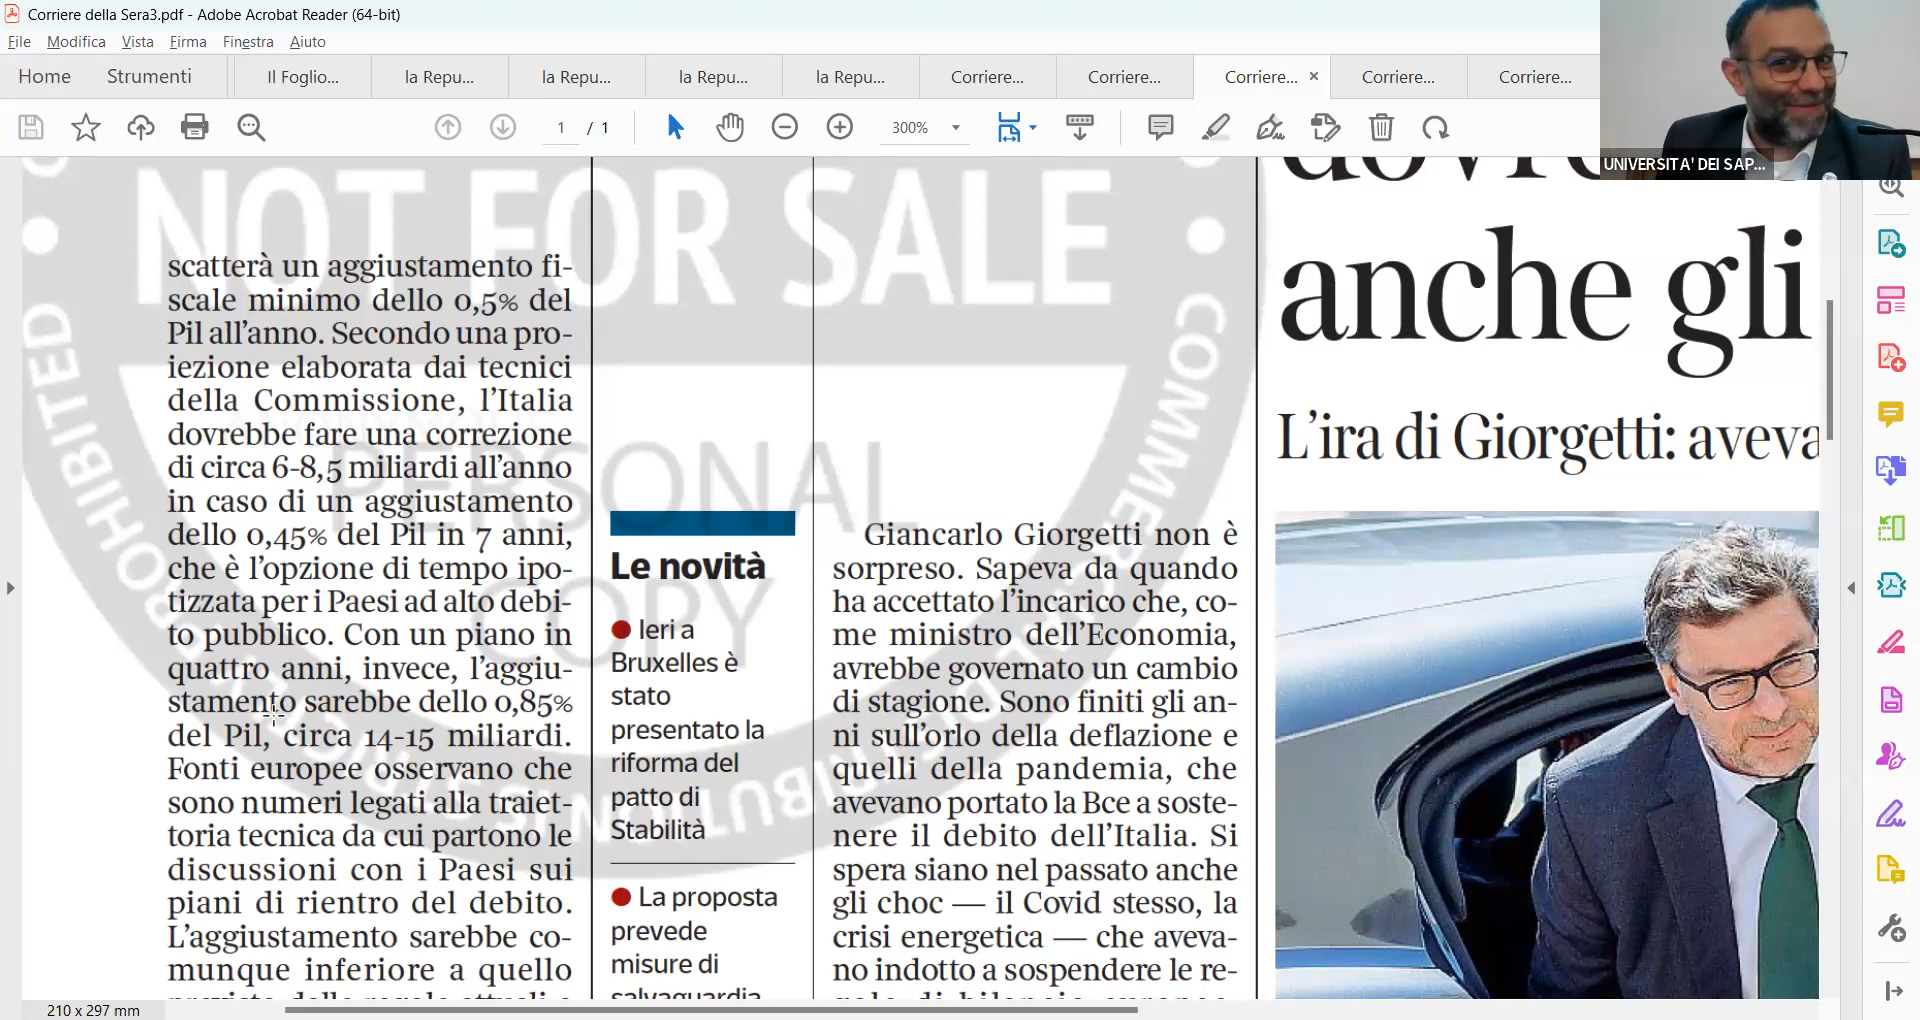 Corriere della Sera3.pdf - Adobe Acrobat Reader (64-bit)
File Modifica Vista Firma Finestra Aiuto
Home Strumenti Il Foglio... la Repu... la Repu... la Repu... la Repu... Corriere... Corriere... Corriere... × Corriere... Corriere...
1 / 1 300%
UNIVERSITA' DEI SAP...
NOT FOR SALE
PERSONAL
COPY
COMMERCIAL DISTRIBUTION IS PROHIBITED
scatterà un aggiustamento fi-
scale minimo dello 0,5% del
Pil all'anno. Secondo una pro-
iezione elaborata dai tecnici
della Commissione, l'Italia
dovrebbe fare una correzione
di circa 6-8,5 miliardi all'anno
in caso di un aggiustamento
dello 0,45% del Pil in 7 anni,
che è l'opzione di tempo ipo-
tizzata per i Paesi ad alto debi-
to pubblico. Con un piano in
quattro anni, invece, l'aggiu-
stamento sarebbe dello 0,85%
del Pil, circa 14-15 miliardi.
Fonti europee osservano che
sono numeri legati alla traiet-
toria tecnica da cui partono le
discussioni con i Paesi sui
piani di rientro del debito.
L'aggiustamento sarebbe co-
munque inferiore a quello
Le novità
● Ieri a
Bruxelles è
stato
presentato la
riforma del
patto di
Stabilità
● La proposta
prevede
misure di
salvaguardia
Giancarlo Giorgetti non è
sorpreso. Sapeva da quando
ha accettato l'incarico che, co-
me ministro dell'Economia,
avrebbe governato un cambio
di stagione. Sono finiti gli an-
ni sull'orlo della deflazione e
quelli della pandemia, che
avevano portato la Bce a soste-
nere il debito dell'Italia. Si
spera siano nel passato anche
gli choc — il Covid stesso, la
crisi energetica — che aveva-
no indotto a sospendere le re-
anche gli
L'ira di Giorgetti: aveva
210 x 297 mm